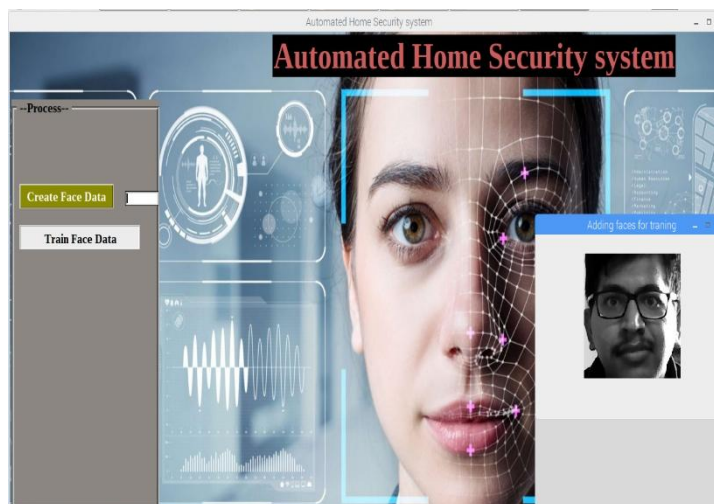 Automated Home Security system
Automated Home Security system
--Process--
Create Face Data
Train Face Data
Adding faces for traning